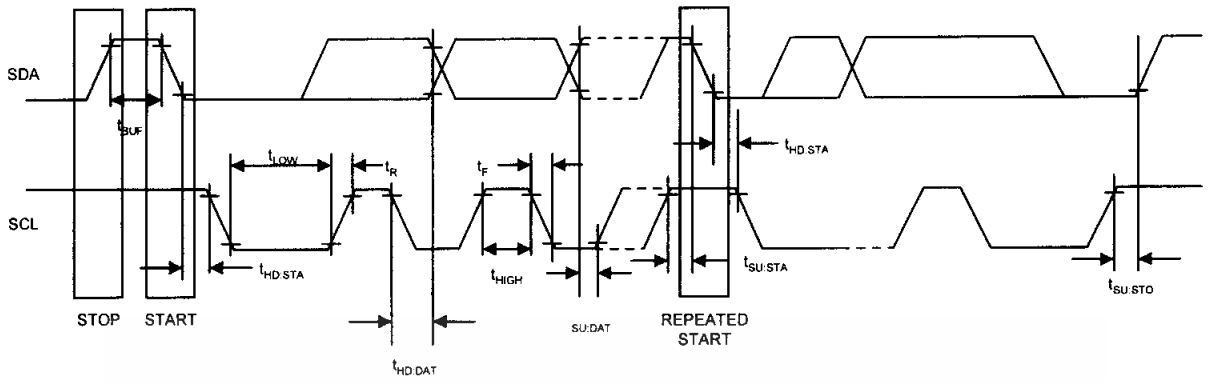 SDA
tBUF
tLOW
tR
tF
tHD:STA
SCL
tHD:STA
tHIGH
tSU:STA
tSU:STO
STOP
START
SU:DAT
REPEATED
START
tHD:DAT